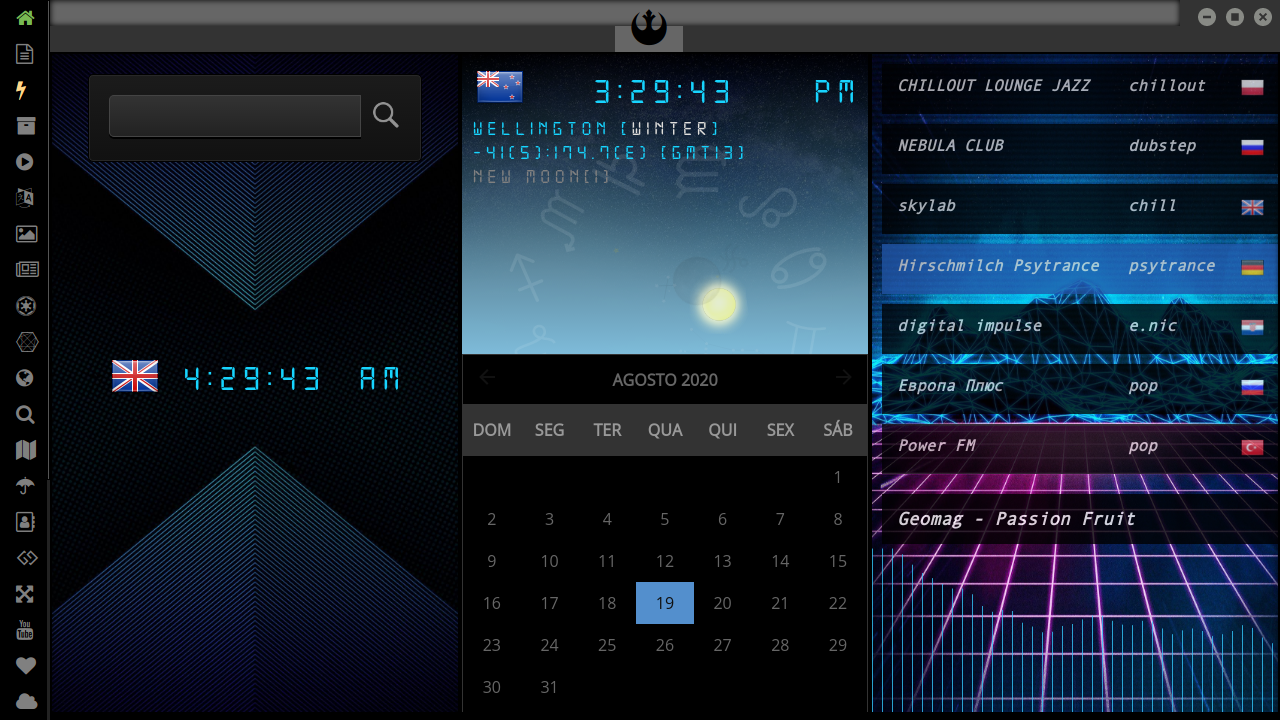 4:29:43 AM
3:29:43 PM
WELLINGTON (WINTER)
-41(S):174.7(E) (GMT13)
NEW MOON(1)
AGOSTO 2020
DOM SEG TER QUA QUI SEX SÁB
1
2 3 4 5 6 7 8
9 10 11 12 13 14 15
16 17 18 19 20 21 22
23 24 25 26 27 28 29
30 31
CHILLOUT LOUNGE JAZZ chillout
NEBULA CLUB dubstep
skylab chill
Hirschmilch Psytrance psytrance
digital impulse e.nic
Европа Плюс pop
Power FM pop
Geomag - Passion Fruit
You
Tube